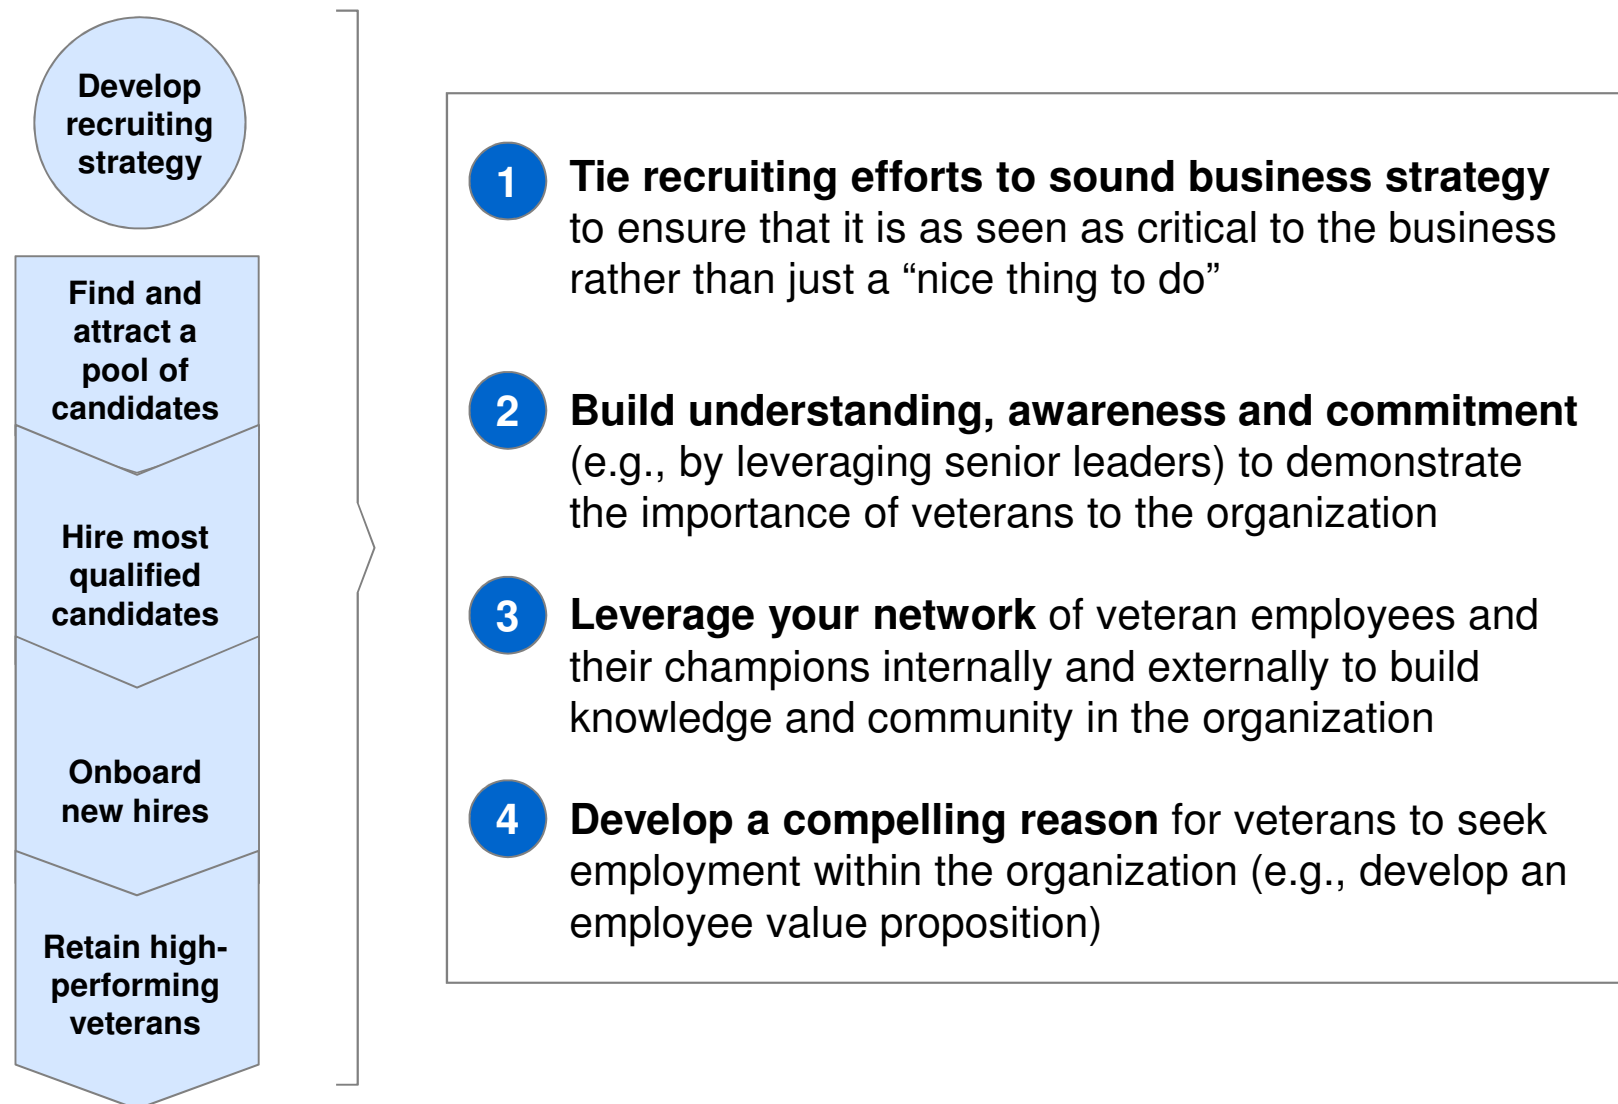 Develop
recruiting
strategy
Find and
attract a
pool of
candidates
Hire most
qualified
candidates
Onboard
new hires
Retain high-
performing
veterans
1 Tie recruiting efforts to sound business strategy
to ensure that it is as seen as critical to the business
rather than just a “nice thing to do”
2 Build understanding, awareness and commitment
(e.g., by leveraging senior leaders) to demonstrate
the importance of veterans to the organization
3 Leverage your network of veteran employees and
their champions internally and externally to build
knowledge and community in the organization
4 Develop a compelling reason for veterans to seek
employment within the organization (e.g., develop an
employee value proposition)